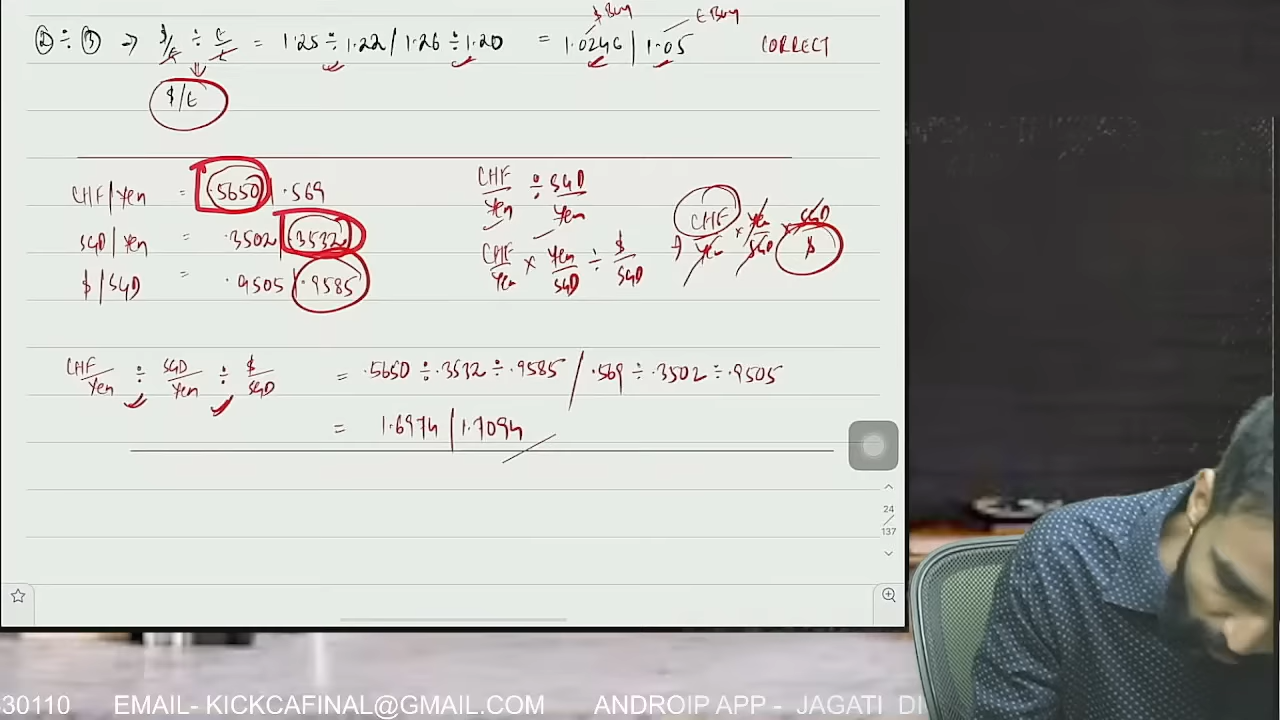 $ Buy € Buy
② ÷ ③ ⇒ $/£ ÷ €/£ = 1.25 ÷ 1.22 / 1.26 ÷ 1.20 = 1.0246 | 1.05 CORRECT
$/€
CHF/Yen = .5650 | .569
SGD/Yen = .3502 | .3532
$/SGD = .9505 | .9585
CHF/Yen ÷ SGD/Yen
CHF/Yen × Yen/SGD ÷ $/SGD
CHF/Yen × Yen/SGD × SGD/$
CHF/Yen ÷ SGD/Yen ÷ $/SGD = .5650 ÷ .3532 ÷ .9585 / .569 ÷ .3502 ÷ .9505
= 1.6974 | 1.7094
24
/
137
30110 EMAIL- KICKCAFINAL@GMAIL.COM ANDROIP APP - JAGATI DI